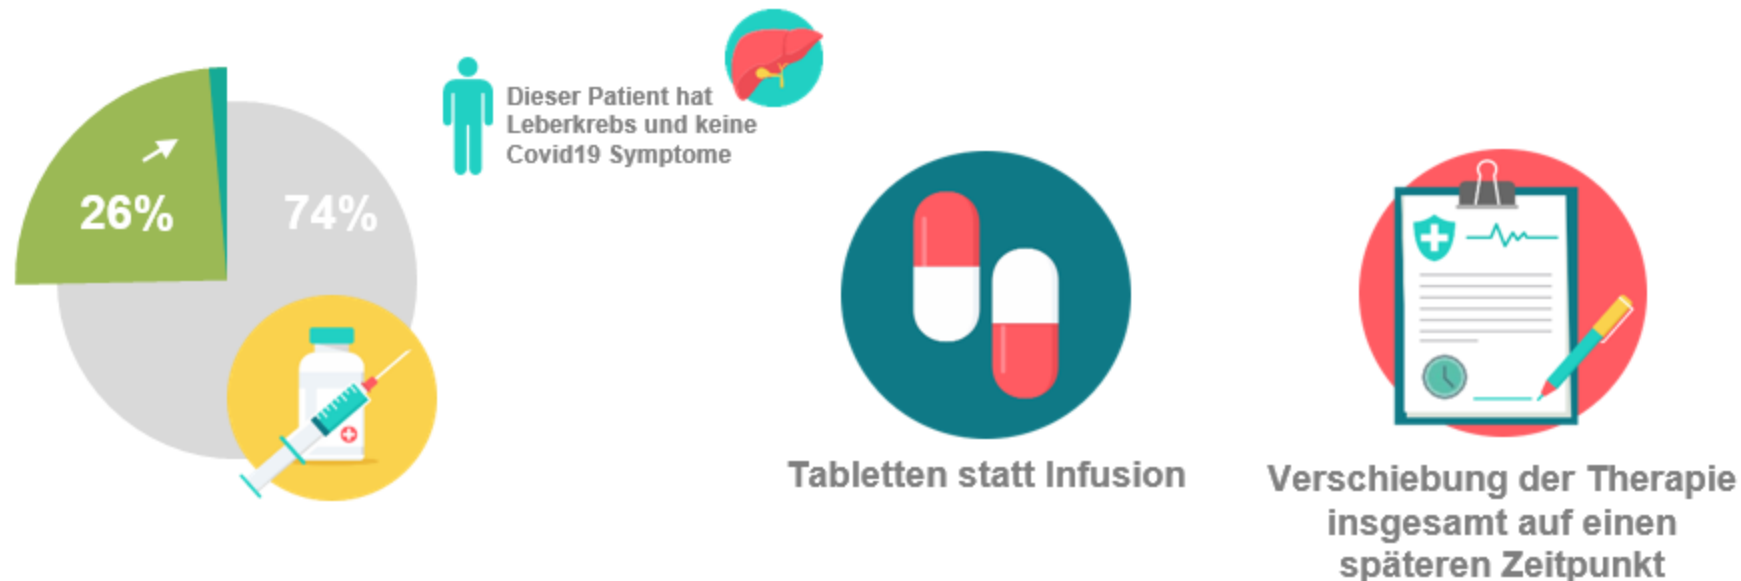 26%
74%
Dieser Patient hat
Leberkrebs und keine
Covid19 Symptome
Tabletten statt Infusion
Verschiebung der Therapie
insgesamt auf einen
späteren Zeitpunkt